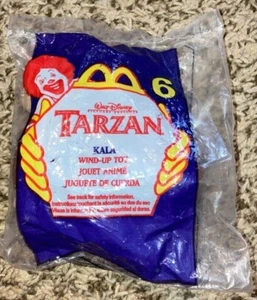 6
Walt Disney
TARZAN
KALA
WIND-UP TOY
JOUET ANIMÉ
JUGUETE DE CUERDA
See back for safety information.